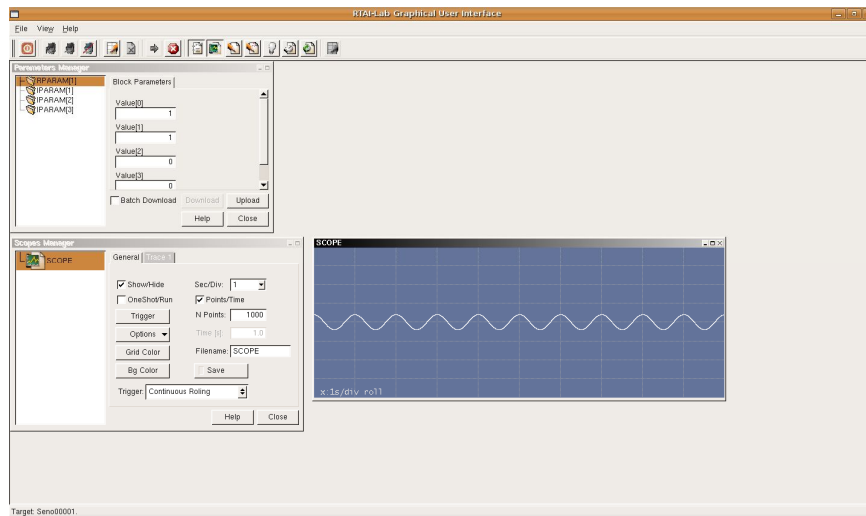 RTAI-Lab Graphical User Interface
File View Help
Parameters Manager
RPARAM[1]
IPARAM[1]
IPARAM[2]
IPARAM[3]
Block Parameters
Value[0]
1
Value[1]
1
Value[2]
0
Value[3]
0
Batch Download Download Upload
Help Close
Scopes Manager
SCOPE
General Trace 1
Show/Hide Sec/Div: 1
OneShot/Run Points/Time
Trigger N Points: 1000
Options Time [s]: 1.0
Grid Color Filename: SCOPE
Bg Color Save
Trigger: Continuous Roling
Help Close
SCOPE
x:1s/div roll
Target: Seno00001.